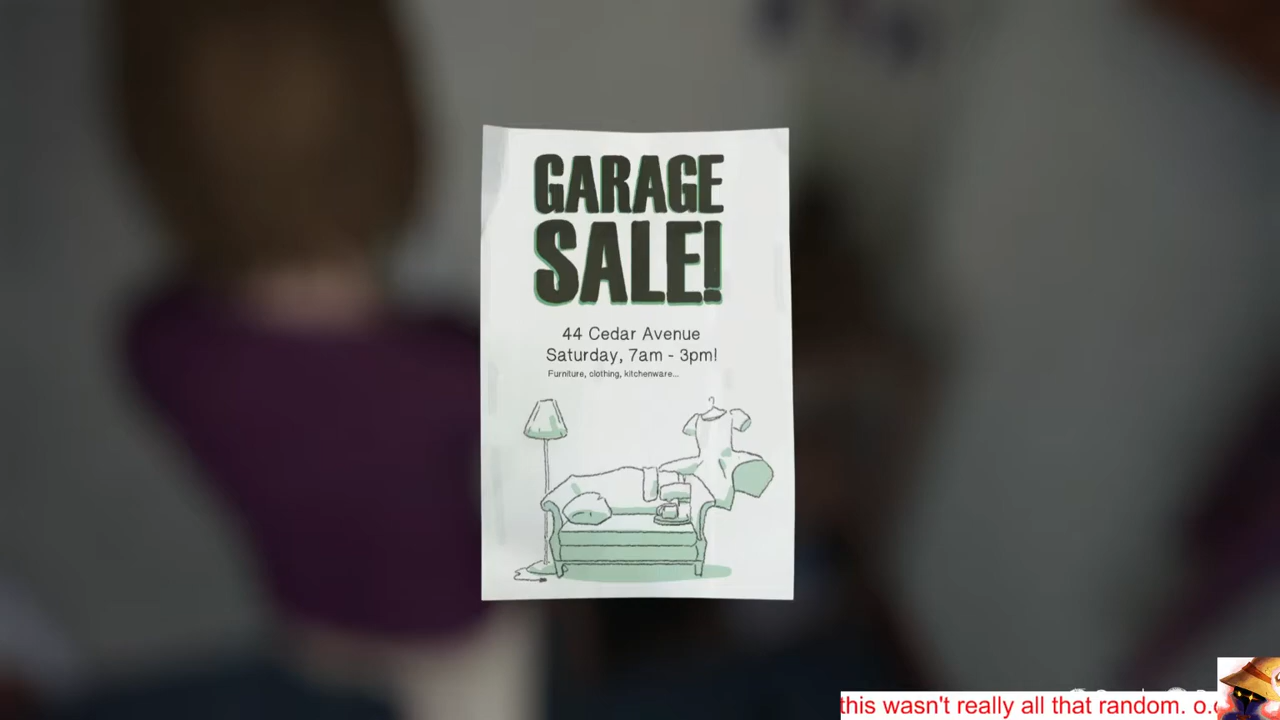 GARAGE
SALE!
44 Cedar Avenue
Saturday, 7am - 3pm!
Furniture, clothing, kitchenware...
this wasn't really all that random. o.